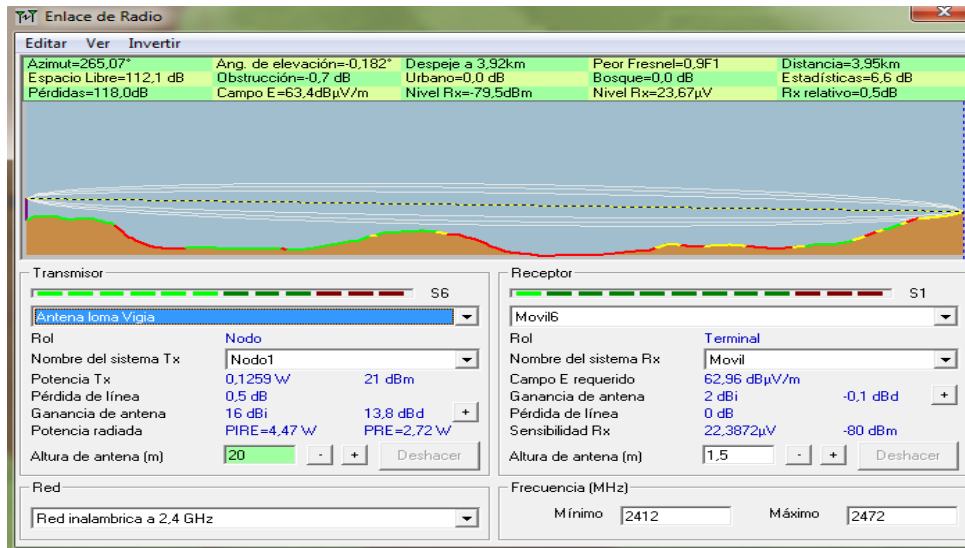 Enlace de Radio
Editar Ver Invertir
Azimut=265,07° Ang. de elevación=-0,182° Despeje a 3,92km Peor Fresnel=0,9F1 Distancia=3,95km
Espacio Libre=112,1 dB Obstrucción=-0,7 dB Urbano=0,0 dB Bosque=0,0 dB Estadísticas=6,6 dB
Pérdidas=118,0dB Campo E=63,4dBµV/m Nivel Rx=-79,5dBm Nivel Rx=23,67µV Rx relativo=0,5dB
Transmisor
S6
Antena loma Vigia
Rol Nodo
Nombre del sistema Tx Nodo1
Potencia Tx 0,1259 W 21 dBm
Pérdida de línea 0,5 dB
Ganancia de antena 16 dBi 13,8 dBd +
Potencia radiada PIRE=4,47 W PRE=2,72 W
Altura de antena (m) 20 - + Deshacer
Red
Red inalambrica a 2,4 GHz
Receptor
S1
Movil6
Rol Terminal
Nombre del sistema Rx Movil
Campo E requerido 62,96 dBµV/m
Ganancia de antena 2 dBi -0,1 dBd +
Pérdida de línea 0 dB
Sensibilidad Rx 22,3872µV -80 dBm
Altura de antena (m) 1,5 - + Deshacer
Frecuencia (MHz)
Mínimo 2412 Máximo 2472